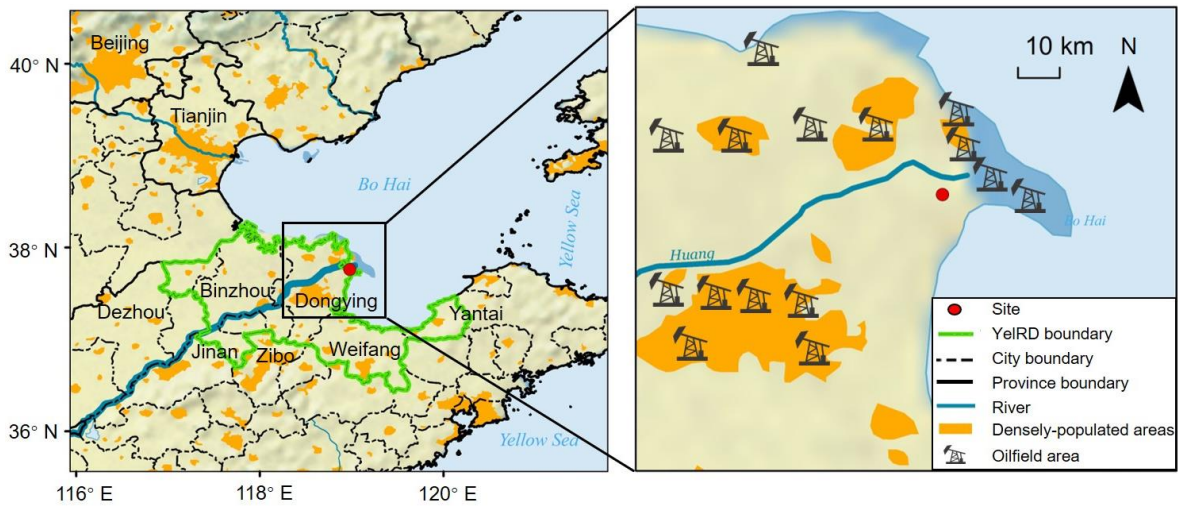 40° N
38° N
36° N
116° E
118° E
120° E
Beijing
Tianjin
Bo Hai
Yellow Sea
Binzhou
Dezhou
Dongying
Yantai
Jinan
Zibo
Weifang
Yellow Sea
10 km
N
Bo Hai
Huang
Site
YelRD boundary
City boundary
Province boundary
River
Densely-populated areas
Oilfield area